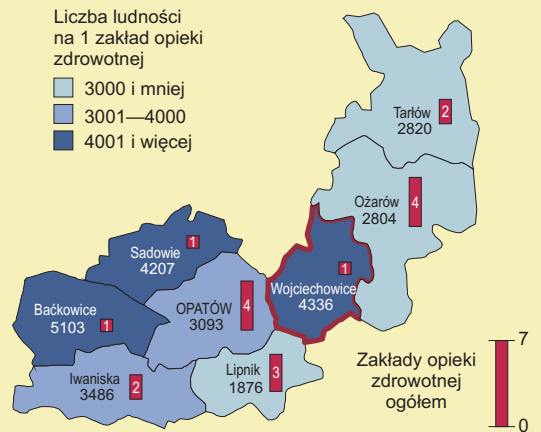 Liczba ludności
na 1 zakład opieki
zdrowotnej
3000 i mniej
3001—4000
4001 i więcej
2
Tarłów
2820
Ożarów
2804
4
1
Sadowie
4207
Wojciechowice
4336
1
Baćkowice
5103
1
OPATÓW
3093
4
Iwaniska
3486
2
Lipnik
1876
3
Zakłady opieki
zdrowotnej
ogółem
7
0